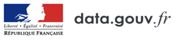 data.gouv.fr
Liberté • Égalité • Fraternité
RÉPUBLIQUE FRANÇAISE